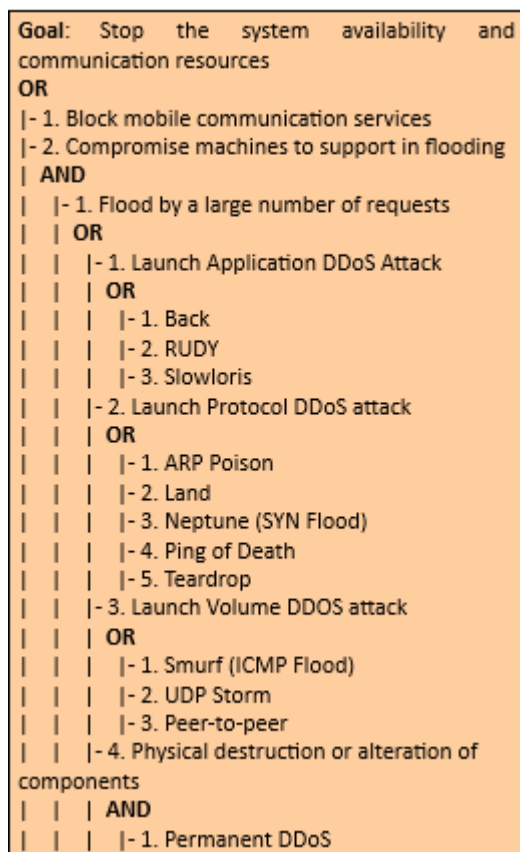 Goal: Stop the system availability and
communication resources
OR
|- 1. Block mobile communication services
|- 2. Compromise machines to support in flooding
| AND
| |- 1. Flood by a large number of requests
| | OR
| | |- 1. Launch Application DDoS Attack
| | | OR
| | | |- 1. Back
| | | |- 2. RUDY
| | | |- 3. Slowloris
| | |- 2. Launch Protocol DDoS attack
| | | OR
| | | |- 1. ARP Poison
| | | |- 2. Land
| | | |- 3. Neptune (SYN Flood)
| | | |- 4. Ping of Death
| | | |- 5. Teardrop
| | |- 3. Launch Volume DDOS attack
| | | OR
| | | |- 1. Smurf (ICMP Flood)
| | | |- 2. UDP Storm
| | | |- 3. Peer-to-peer
| | |- 4. Physical destruction or alteration of
components
| | | AND
| | | |- 1. Permanent DDoS